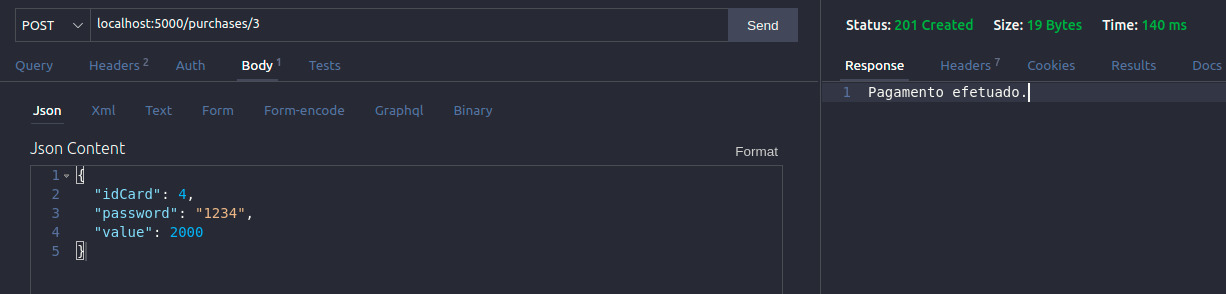 POST localhost:5000/purchases/3 Send
Query Headers 2 Auth Body 1 Tests
Json Xml Text Form Form-encode Graphql Binary
Json Content Format
1 {
2 "idCard": 4,
3 "password": "1234",
4 "value": 2000
5 }
Status: 201 Created Size: 19 Bytes Time: 140 ms
Response Headers 7 Cookies Results Docs
1 Pagamento efetuado.